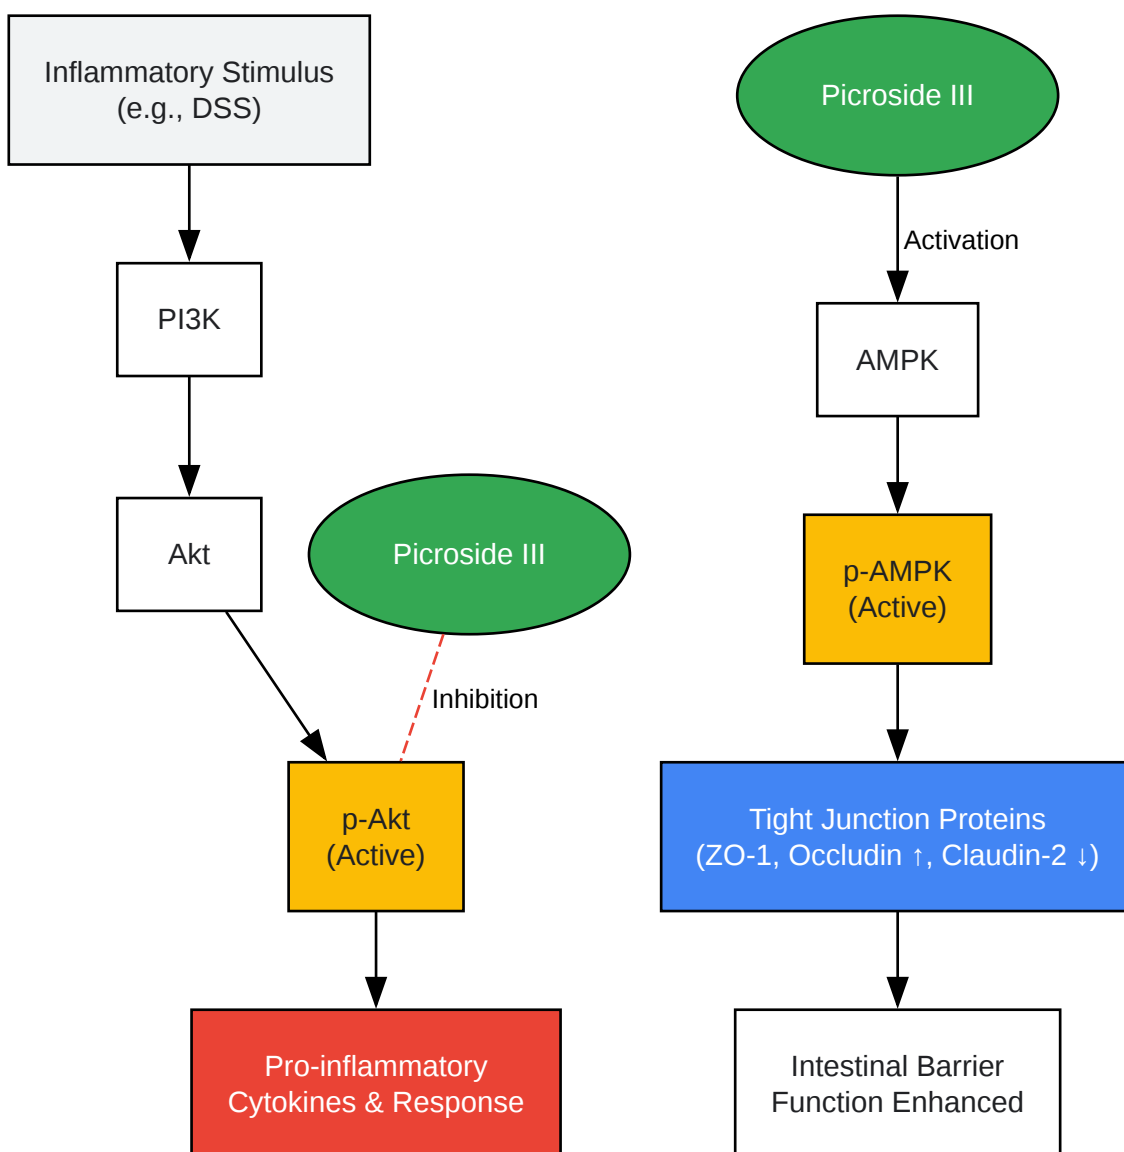 Inflammatory Stimulus
(e.g., DSS)
PI3K
Akt
Picroside III
Inhibition
p-Akt
(Active)
Pro-inflammatory
Cytokines & Response
Picroside III
Activation
AMPK
p-AMPK
(Active)
Tight Junction Proteins
(ZO-1, Occludin ↑, Claudin-2 ↓)
Intestinal Barrier
Function Enhanced